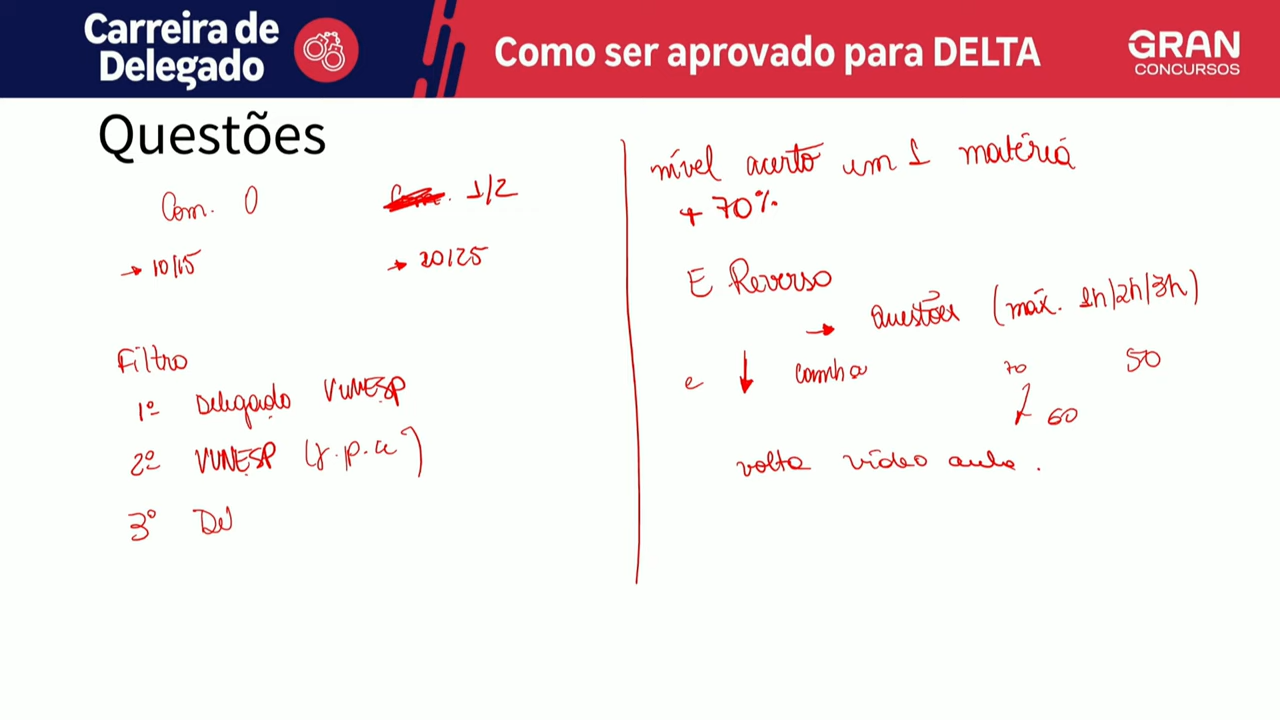 Carreira de
Delegado
Como ser aprovado para DELTA
GRAN
CONCURSOS
Questões
Com. 0
1/2
→ 10/15
→ 20/25
Filtro
1º Delegado VUNESP
2º VUNESP (J.P.C)
3º Del
nível acerto um 1 matéria
+ 70%
E Reverso
→ Questões (máx. 1h/2h/3h)
e ↓
70
50
60
volta vídeo aula.